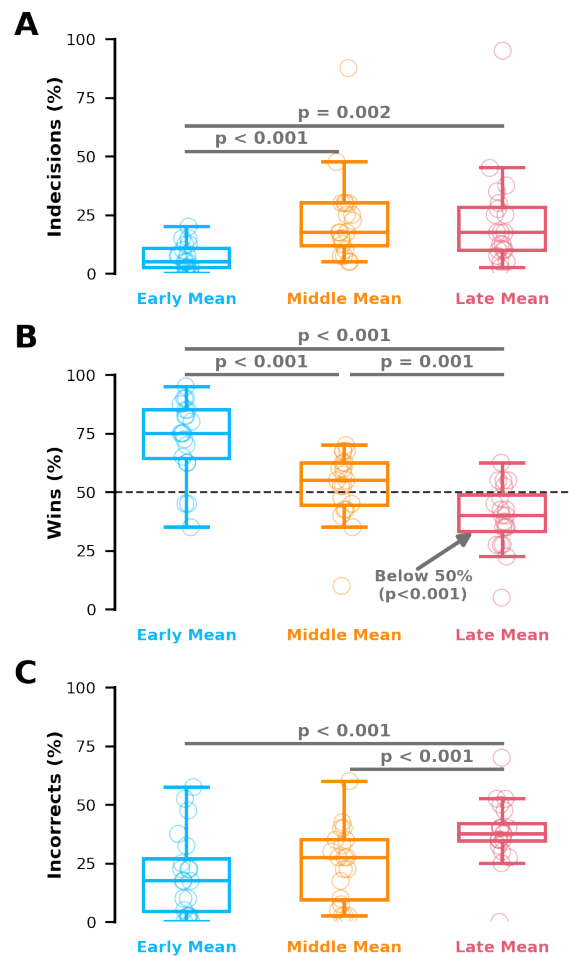 A
Indecisions (%)
100
75
50
25
0
p = 0.002
p < 0.001
Early Mean
Middle Mean
Late Mean
B
Wins (%)
100
75
50
25
0
p < 0.001
p < 0.001
p = 0.001
Below 50%
(p<0.001)
Early Mean
Middle Mean
Late Mean
C
Incorrects (%)
100
75
50
25
0
p < 0.001
p < 0.001
Early Mean
Middle Mean
Late Mean